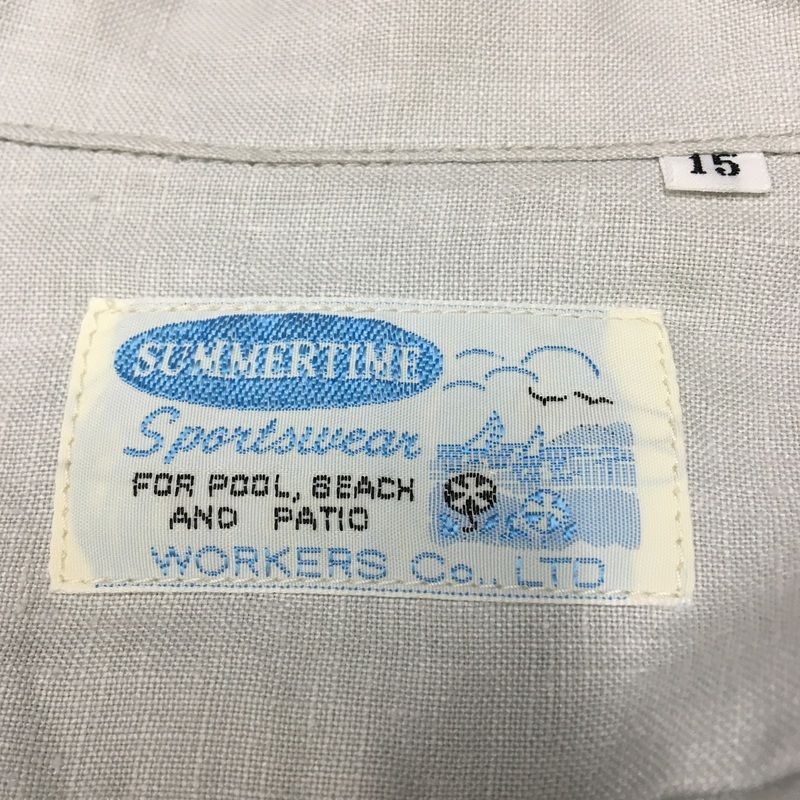 15
SUMMERTIME
Sportswear
FOR POOL, BEACH
AND PATIO
WORKERS Co., LTD